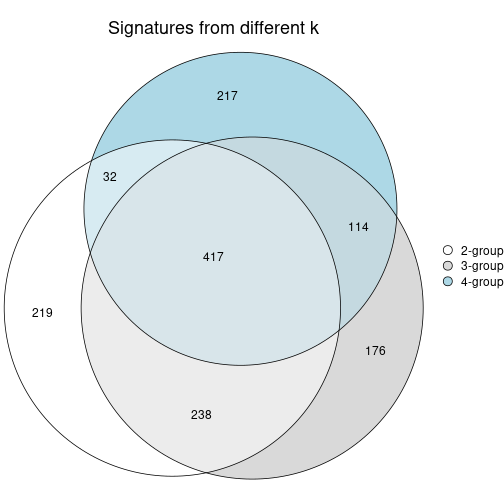 Signatures from different k
217
32
114
417
219
176
238
2-group
3-group
4-group